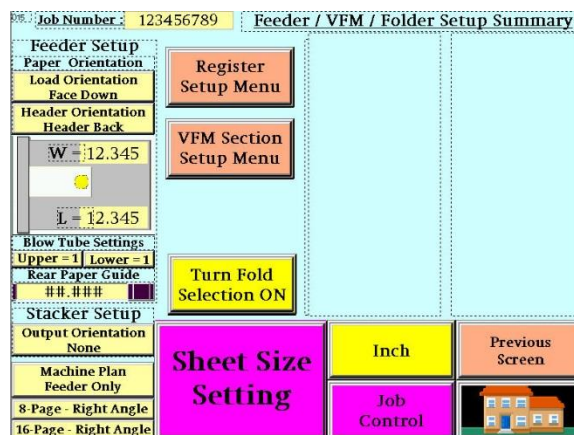 Job Number : 123456789
Feeder / VFM / Folder Setup Summary
Feeder Setup
Paper Orientation
Load Orientation
Face Down
Header Orientation
Header Back
W = 12.345
L = 12.345
Blow Tube Settings
Upper = 1 Lower = 1
Rear Paper Guide
##.###
Stacker Setup
Output Orientation
None
Machine Plan
Feeder Only
8-Page - Right Angle
16-Page - Right Angle
Register
Setup Menu
VFM Section
Setup Menu
Turn Fold
Selection ON
Sheet Size
Setting
Inch
Job
Control
Previous
Screen